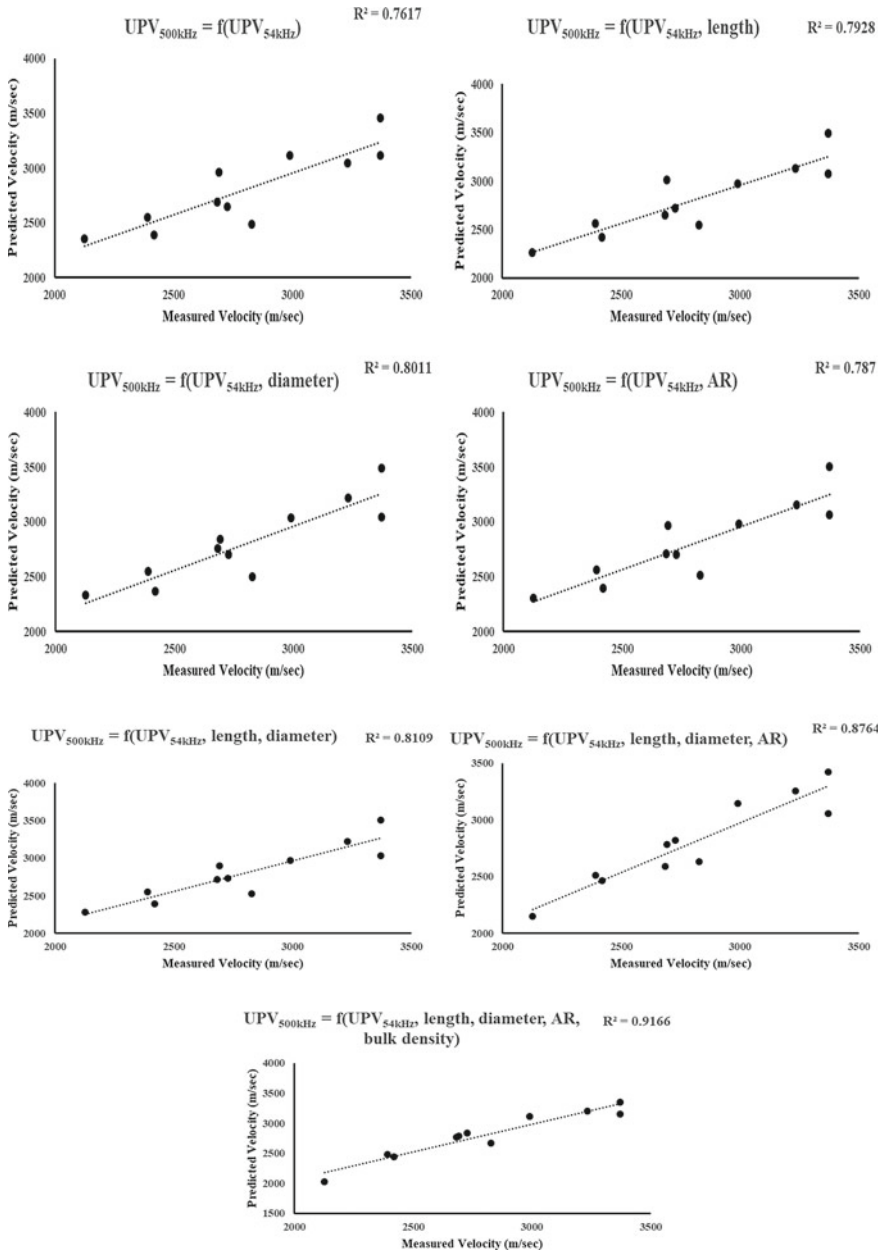 UPV500kHz = f(UPV54kHz)
R² = 0.7617
Predicted Velocity (m/sec)
4000
3500
3000
2500
2000
2000 2500 3000 3500
Measured Velocity (m/sec)
UPV500kHz = f(UPV54kHz, length)
R² = 0.7928
Predicted Velocity (m/sec)
4000
3500
3000
2500
2000
2000 2500 3000 3500
Measured Velocity (m/sec)
UPV500kHz = f(UPV54kHz, diameter)
R² = 0.8011
Predicted Velocity (m/sec)
4000
3500
3000
2500
2000
2000 2500 3000 3500
Measured Velocity (m/sec)
UPV500kHz = f(UPV54kHz, AR)
R² = 0.787
Predicted Velocity (m/sec)
4000
3500
3000
2500
2000
2000 2500 3000 3500
Measured Velocity (m/sec)
UPV500kHz = f(UPV54kHz, length, diameter)
R² = 0.8109
Predicted Velocity (m/sec)
4000
3500
3000
2500
2000
2000 2500 3000 3500
Measured Velocity (m/sec)
UPV500kHz = f(UPV54kHz, length, diameter, AR)
R² = 0.8764
Predicted Velocity (m/sec)
3500
3000
2500
2000
2000 2500 3000 3500
Measured Velocity (m/sec)
UPV500kHz = f(UPV54kHz, length, diameter, AR,
bulk density)
R² = 0.9166
Predicted Velocity (m/sec)
4000
3500
3000
2500
2000
1500
2000 2500 3000 3500
Measured Velocity (m/sec)